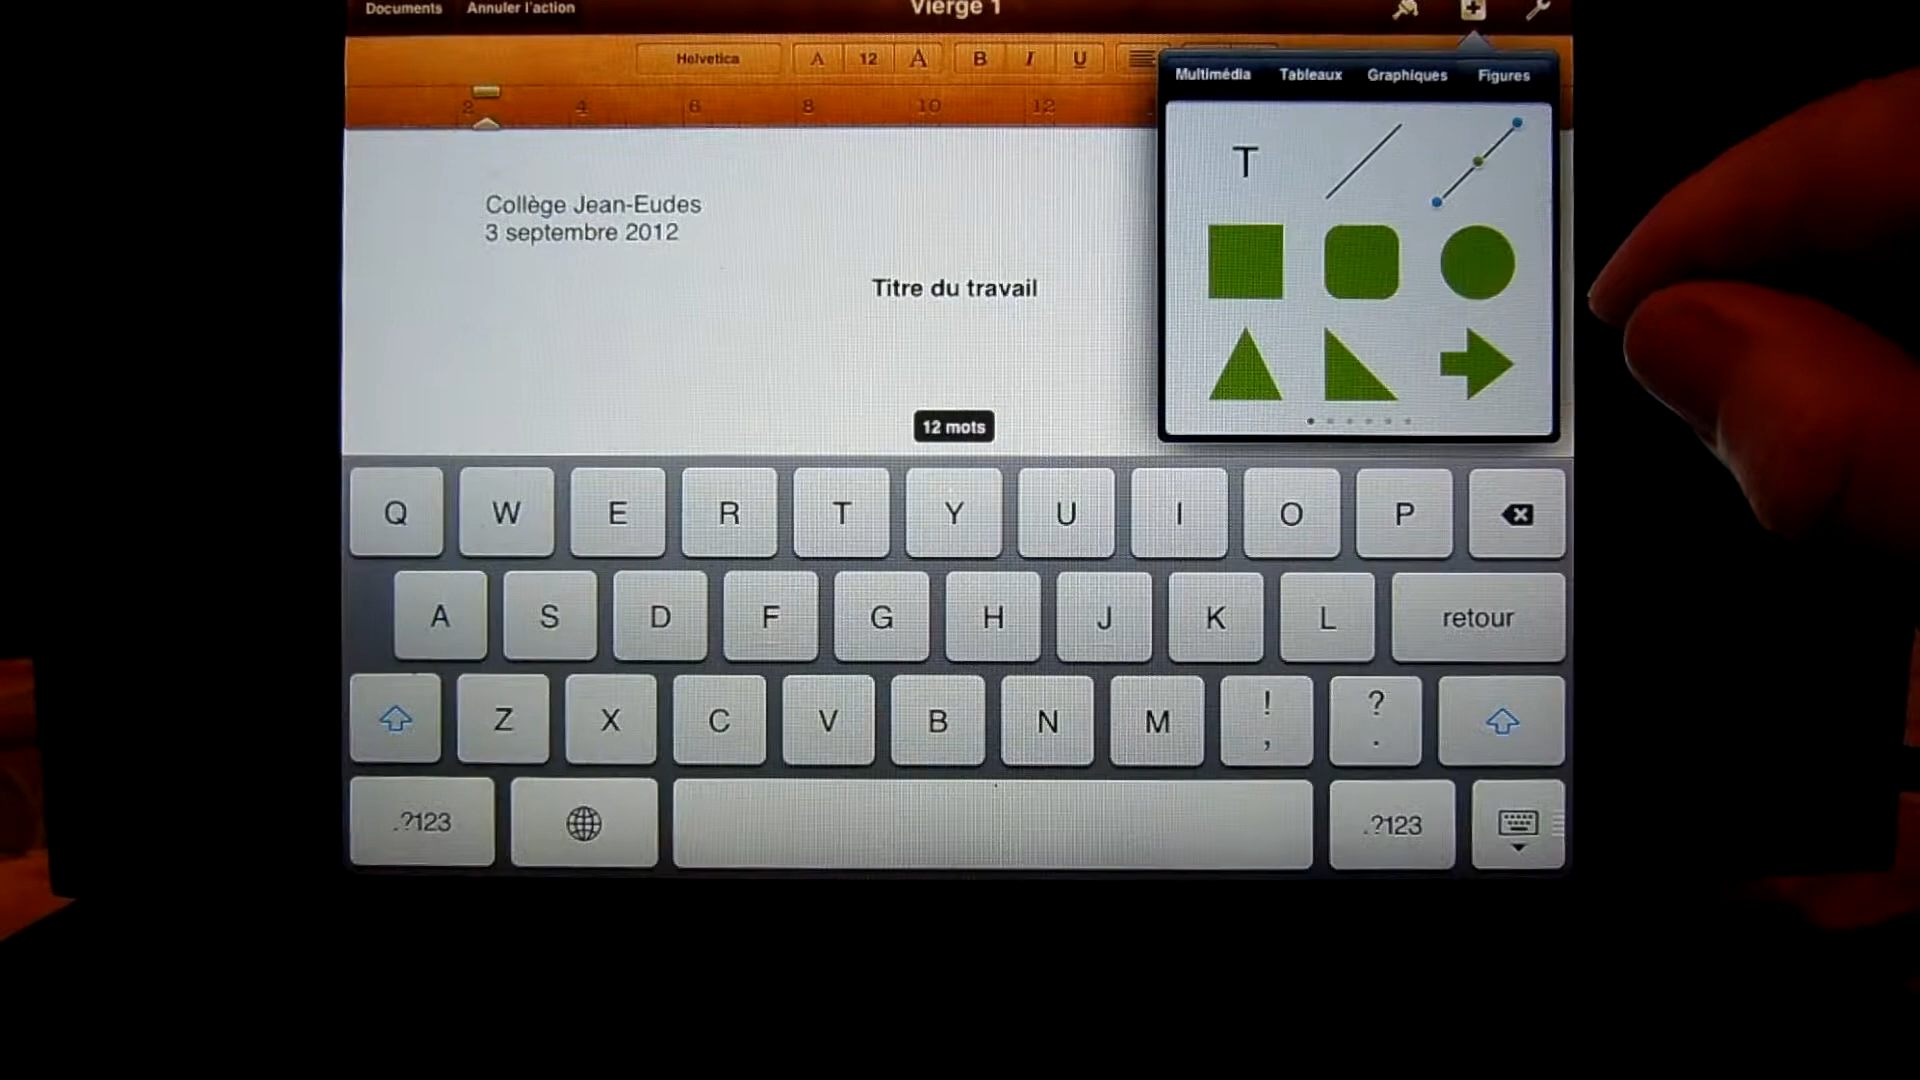 Documents Annuler l'action Vierge 1
Helvetica A 12 A B I U
2 4 6 8 10 12
Multimédia Tableaux Graphiques Figures
T
Collège Jean-Eudes
3 septembre 2012
Titre du travail
12 mots
Q W E R T Y U I O P
A S D F G H J K L retour
Z X C V B N M ! , ? .
.?123 .?123